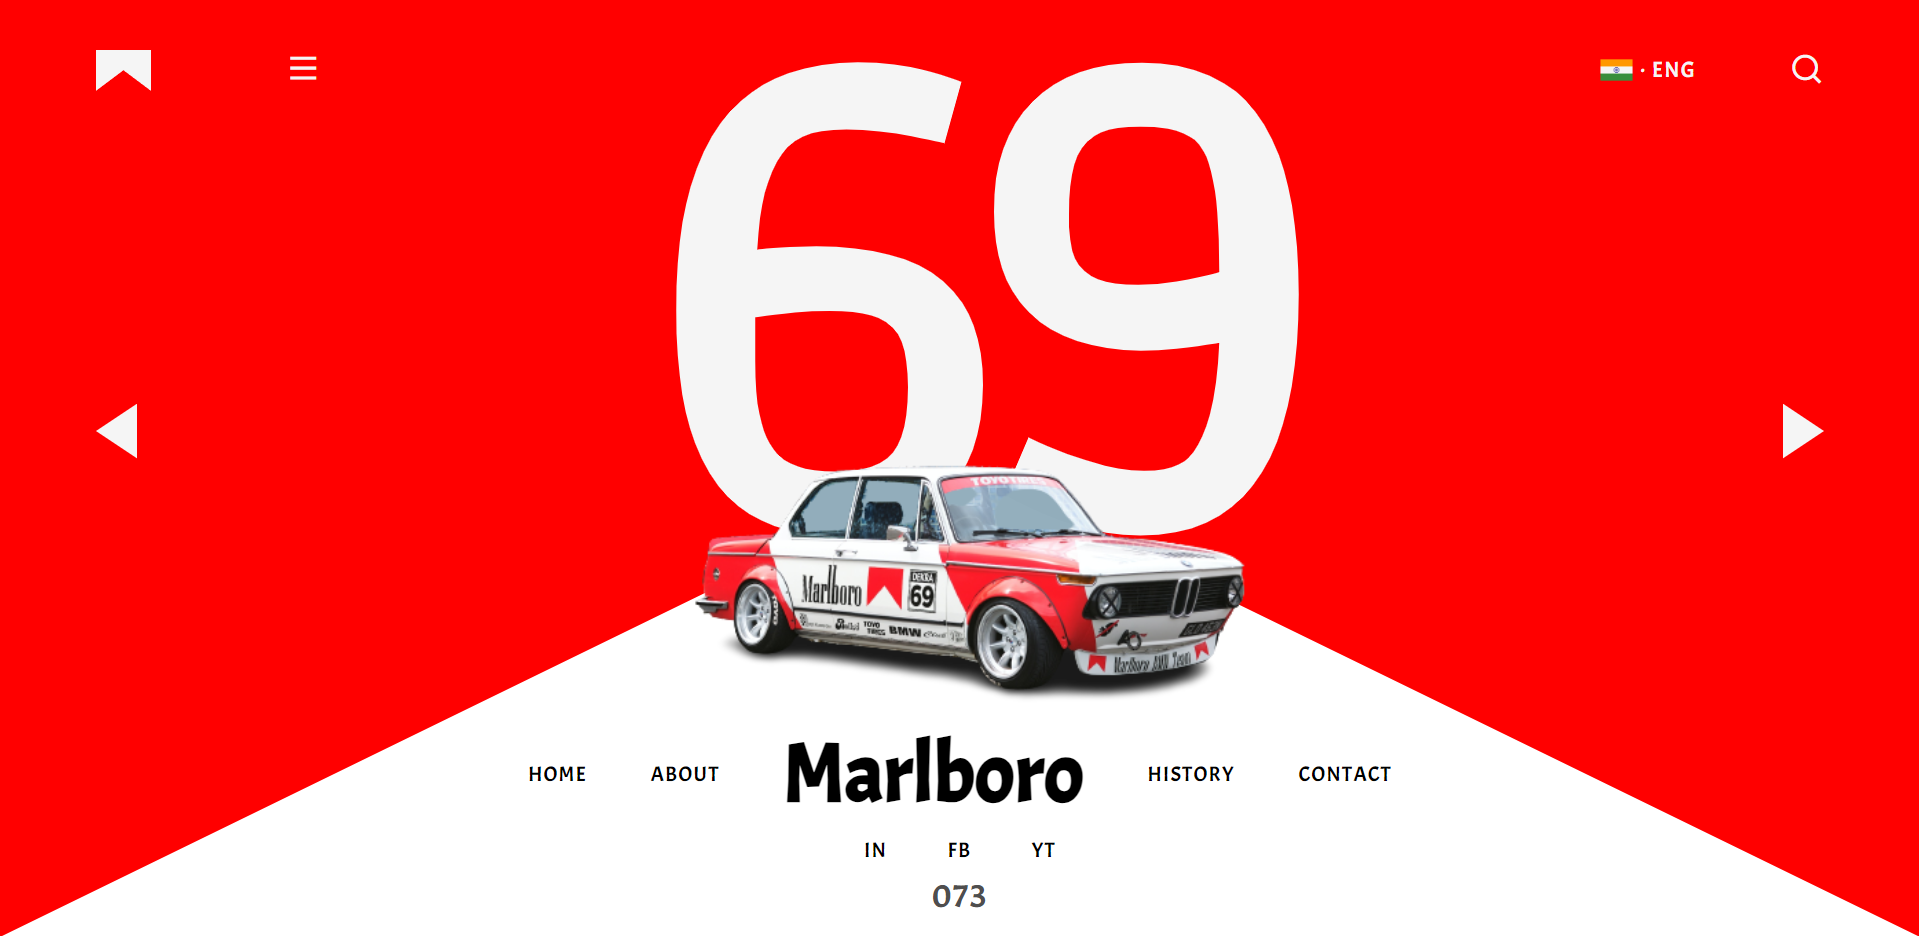 · ENG
69
TOYO TIRES
Marlboro
DEKRA
69
TOYO
TIRES
BMW
Marlboro BMW Team
HOME ABOUT Marlboro HISTORY CONTACT
IN FB YT
073